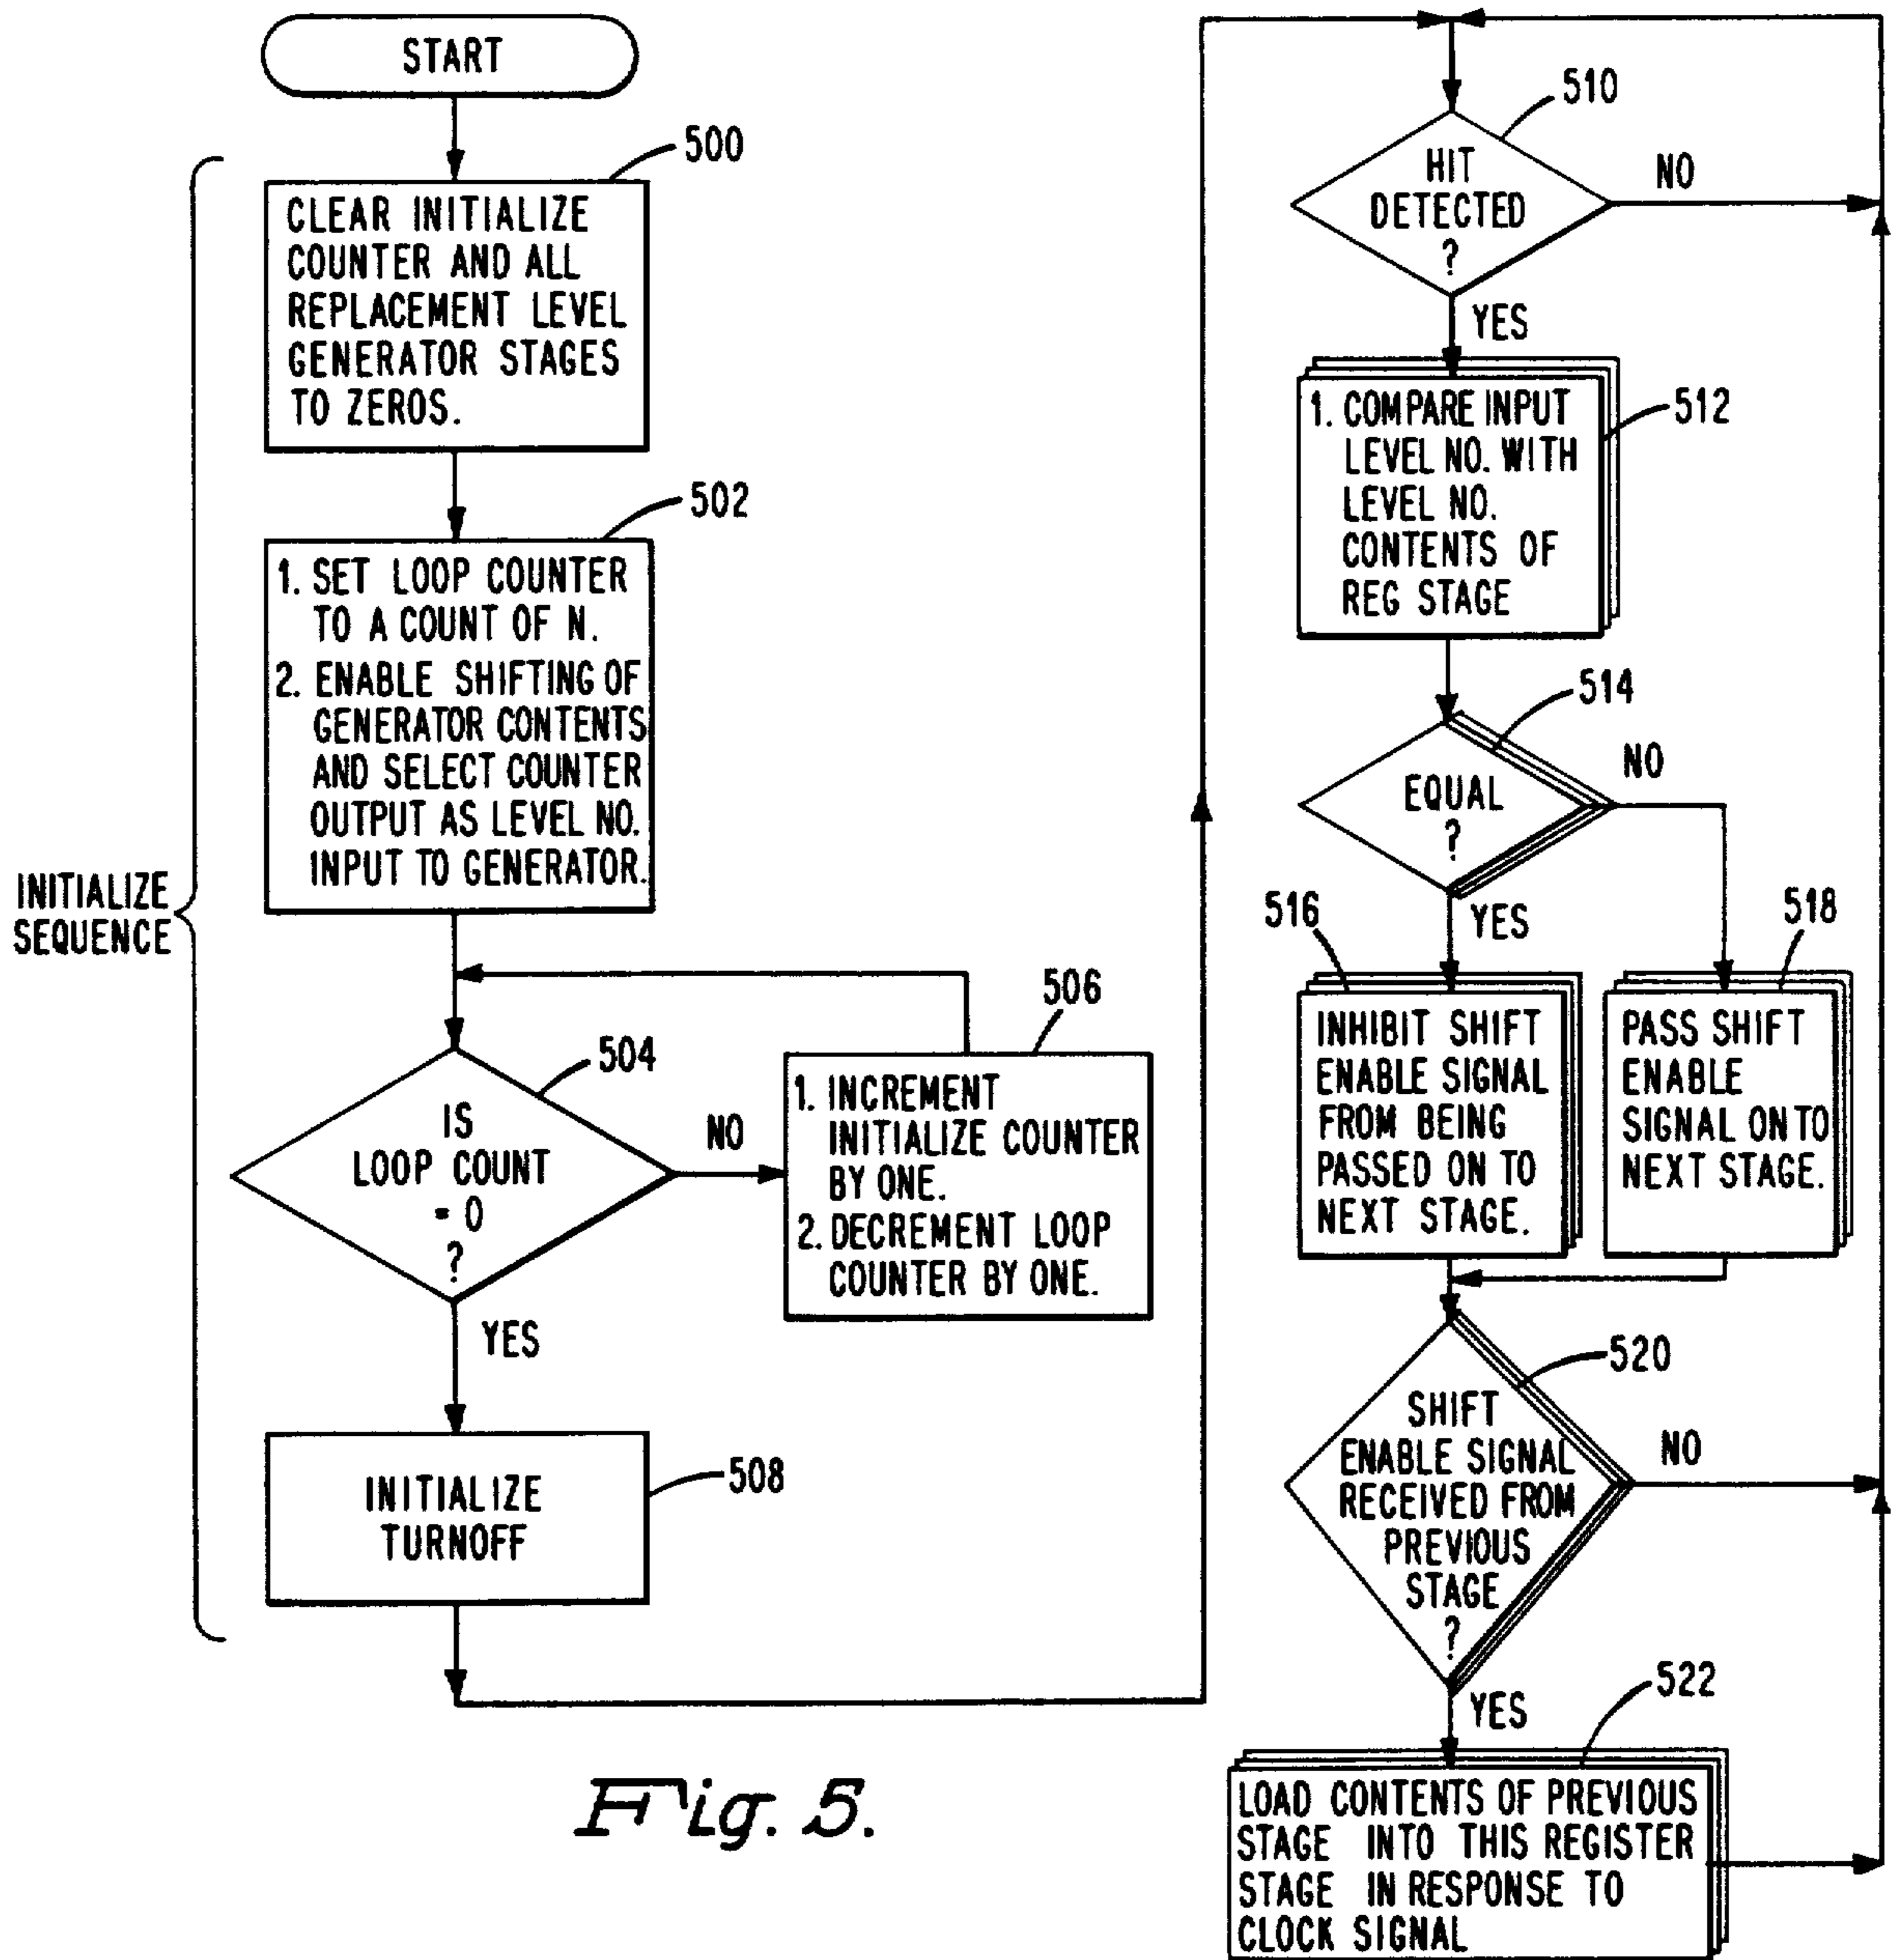 START
500
CLEAR INITIALIZE
COUNTER AND ALL
REPLACEMENT LEVEL
GENERATOR STAGES
TO ZEROS.
502
1. SET LOOP COUNTER
TO A COUNT OF N.
2. ENABLE SHIFTING OF
GENERATOR CONTENTS
AND SELECT COUNTER
OUTPUT AS LEVEL NO.
INPUT TO GENERATOR.
INITIALIZE
SEQUENCE
504
IS
LOOP COUNT
= 0
?
NO
506
1. INCREMENT
INITIALIZE COUNTER
BY ONE.
2. DECREMENT LOOP
COUNTER BY ONE.
YES
508
INITIALIZE
TURNOFF
510
HIT
DETECTED
?
NO
YES
512
1. COMPARE INPUT
LEVEL NO. WITH
LEVEL NO.
CONTENTS OF
REG STAGE
514
EQUAL
?
NO
YES
516
INHIBIT SHIFT
ENABLE SIGNAL
FROM BEING
PASSED ON TO
NEXT STAGE.
518
PASS SHIFT
ENABLE
SIGNAL ON TO
NEXT STAGE.
520
SHIFT
ENABLE SIGNAL
RECEIVED FROM
PREVIOUS
STAGE
?
NO
YES
522
LOAD CONTENTS OF PREVIOUS
STAGE INTO THIS REGISTER
STAGE IN RESPONSE TO
CLOCK SIGNAL
Fig. 5.